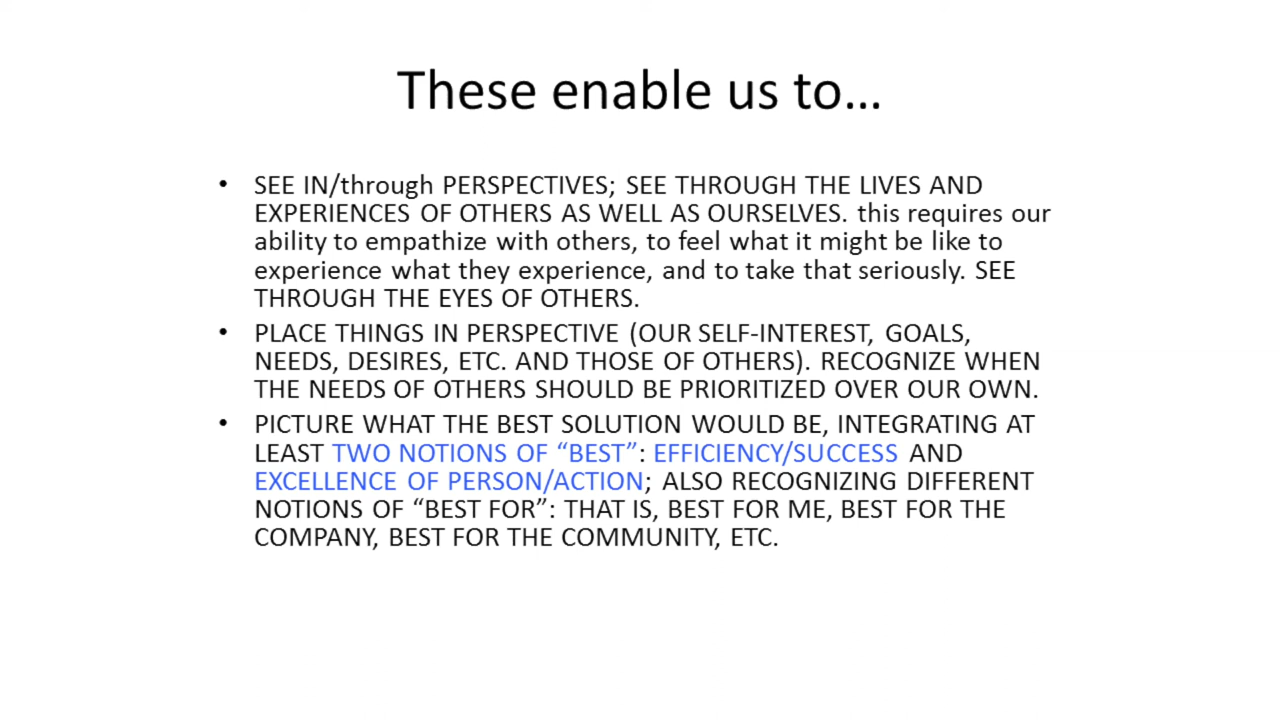 These enable us to…
• SEE IN/through PERSPECTIVES; SEE THROUGH THE LIVES AND
EXPERIENCES OF OTHERS AS WELL AS OURSELVES. this requires our
ability to empathize with others, to feel what it might be like to
experience what they experience, and to take that seriously. SEE
THROUGH THE EYES OF OTHERS.
• PLACE THINGS IN PERSPECTIVE (OUR SELF-INTEREST, GOALS,
NEEDS, DESIRES, ETC. AND THOSE OF OTHERS). RECOGNIZE WHEN
THE NEEDS OF OTHERS SHOULD BE PRIORITIZED OVER OUR OWN.
• PICTURE WHAT THE BEST SOLUTION WOULD BE, INTEGRATING AT
LEAST TWO NOTIONS OF “BEST”: EFFICIENCY/SUCCESS AND
EXCELLENCE OF PERSON/ACTION; ALSO RECOGNIZING DIFFERENT
NOTIONS OF “BEST FOR”: THAT IS, BEST FOR ME, BEST FOR THE
COMPANY, BEST FOR THE COMMUNITY, ETC.